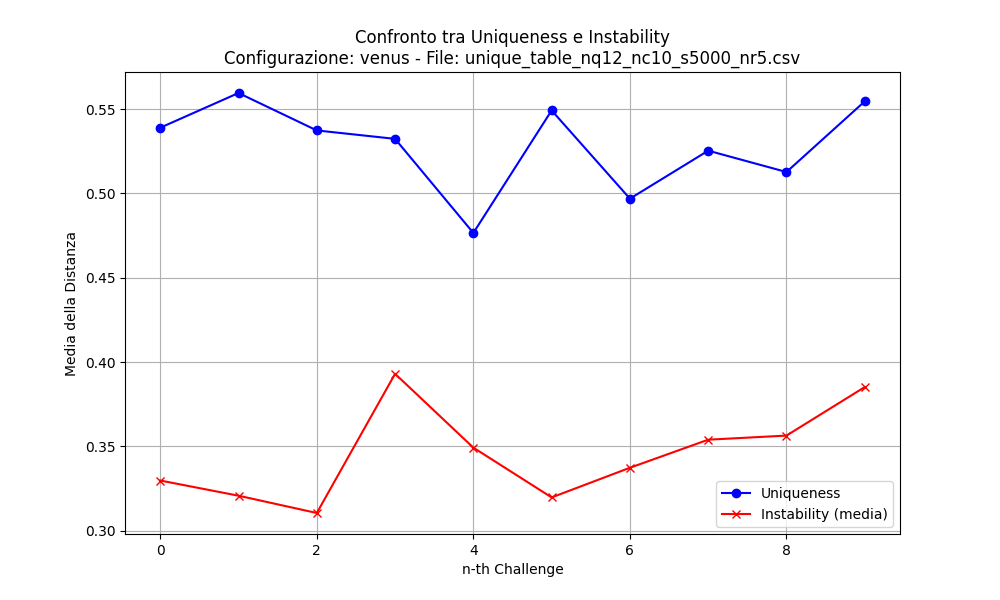 Confronto tra Uniqueness e Instability
Configurazione: venus - File: unique_table_nq12_nc10_s5000_nr5.csv
Media della Distanza
0.55
0.50
0.45
0.40
0.35
0.30
Uniqueness
Instability (media)
0 2 4 6 8
n-th Challenge